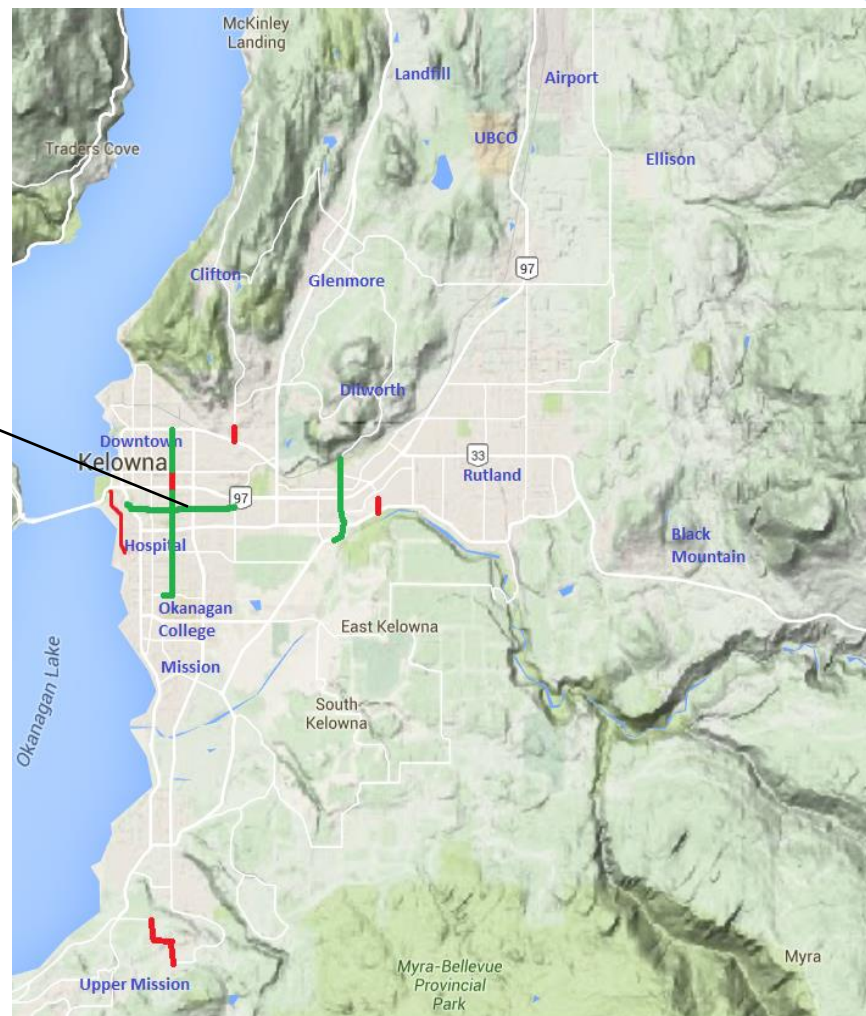 McKinley
Landing
Landfill
Airport
UBCO
Traders Cove
Ellison
Clifton
Glenmore
97
Dilworth
Downtown
Kelowna
33
Rutland
97
Hospital
Black
Mountain
Okanagan
College
East Kelowna
Mission
South
Kelowna
Okanagan Lake
Myra
Myra-Bellevue
Provincial
Park
Upper Mission